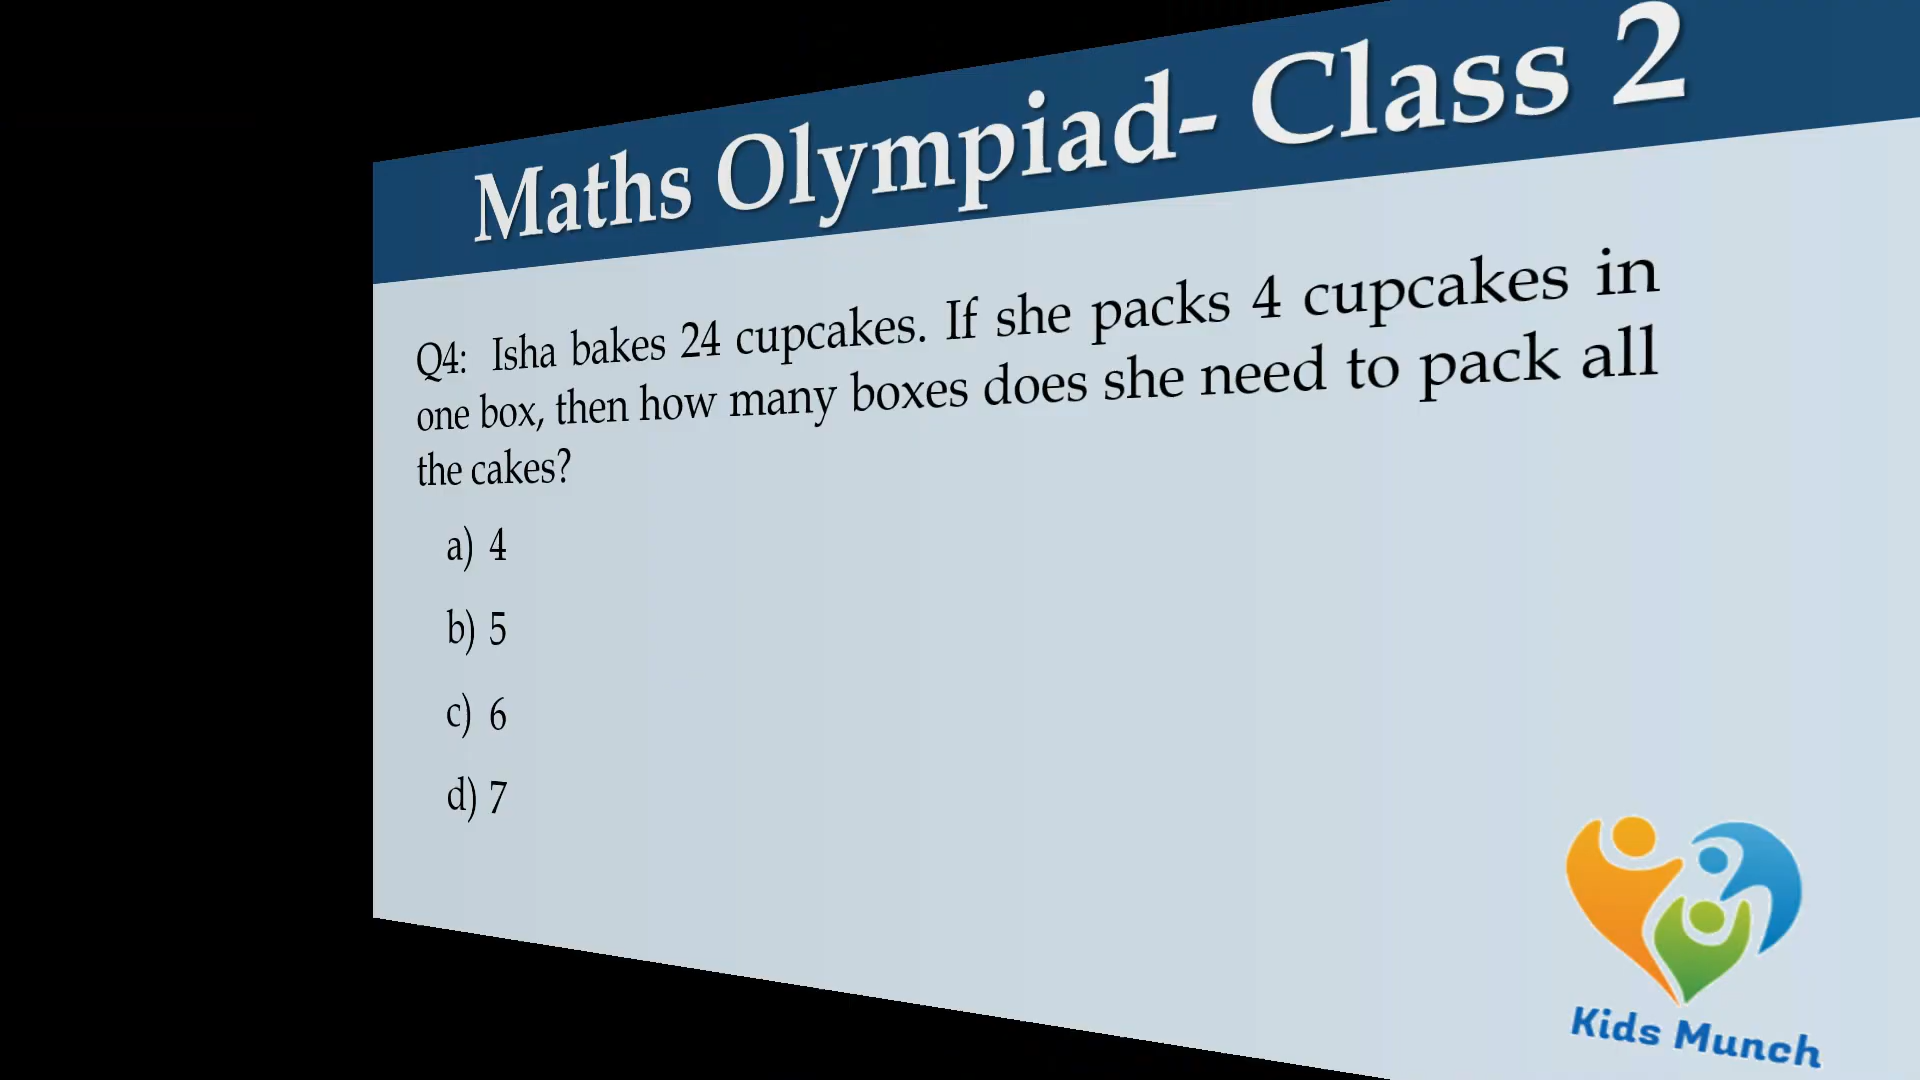 Maths Olympiad- Class 2
Q4: Isha bakes 24 cupcakes. If she packs 4 cupcakes in
one box, then how many boxes does she need to pack all
the cakes?
a) 4
b) 5
c) 6
d) 7
Kids Munch